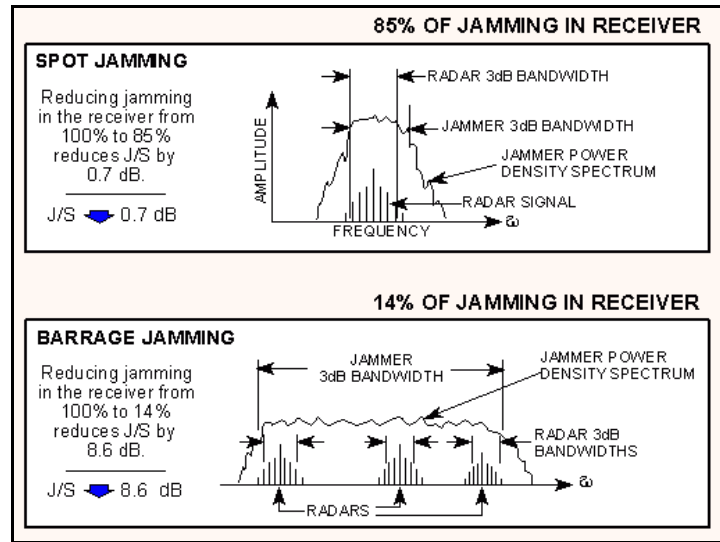 85% OF JAMMING IN RECEIVER
SPOT JAMMING
Reducing jamming
in the receiver from
100% to 85%
reduces J/S by
0.7 dB.
J/S 0.7 dB
AMPLITUDE
RADAR 3dB BANDWIDTH
JAMMER 3dB BANDWIDTH
JAMMER POWER
DENSITY SPECTRUM
RADAR SIGNAL
FREQUENCY
ω
14% OF JAMMING IN RECEIVER
BARRAGE JAMMING
Reducing jamming
in the receiver from
100% to 14%
reduces J/S by
8.6 dB.
J/S 8.6 dB
JAMMER
3dB BANDWIDTH
JAMMER POWER
DENSITY SPECTRUM
RADAR 3dB
BANDWIDTHS
ω
RADARS